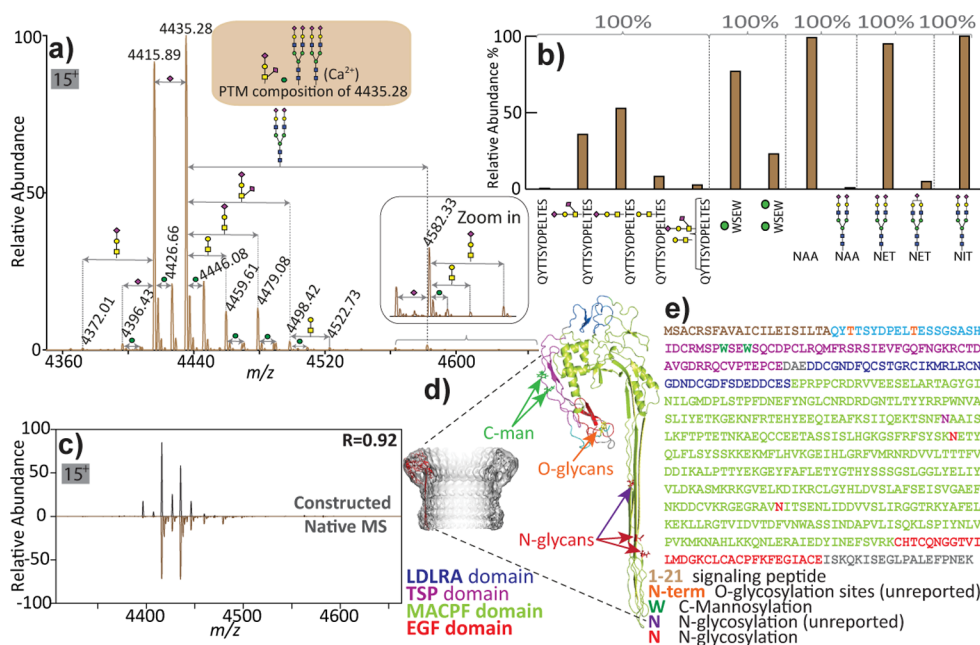 a)
15+
Relative Abundance
100
50
0
4415.89
4435.28
(Ca2+)
PTM composition of 4435.28
4372.01
4396.43
4426.66
4446.08
4459.61
4479.08
4498.42
4522.73
Zoom in
4582.33
4360
4440
4520
4600
m/z
b)
Relative Abundance %
100
50
0
100%
100%
100%
100%
100%
QYTTSYDPELTES
QYTTSYDPELTES
QYTTSYDPELTES
QYTTSYDPELTES
QYTTSYDPELTES
WSEW
WSEW
NAA
NAA
NET
NET
NIT
c)
15+
R=0.92
Relative Abundance
100
50
0
-50
-100
Constructed
Native MS
4400
4500
4600
m/z
d)
C-man
O-glycans
N-glycans
LDLRA domain
TSP domain
MACPF domain
EGF domain
e)
MSACRSFAVAICILEISILTAQYTTSYDPELTESSGSASH
IDCRMSPWSEWSQCDPCLRQMFRSRSIEVFGQFNGKRCTD
AVGDRRQCVPTEPCEDAEDDCGNDFQCSTGRCIKMRLRCN
GDNDCGDFSDEDDCESEPRPPCRDRVVEESELARTAGYGI
NILGMDPLSTPFDNEFYNGLCNRDRDGNTLTYYRRPWNVA
SLIYETKGEKNFRTEHYEEQIEAFKSIIQEKTSNFNAAIS
LKFTPTETNKAEQCCEETASSISLHGKGSFRFSYSKNETY
QLFLSYSSKKEKMFLHVKGEIHLGRFVMRNRDVVLTTTFV
DDIKALPTTYEKGEYFAFLETYGTHYSSSGSLGGLYELIY
VLDKASMKRKGVELKDIKRCLGYHLDVSLAFSEISVGAEF
NKDDCVKRGEGRAVNITSENLIDDVVSLIRGGTRKYAFEL
KEKLLRGTVIDVTDFVNWASSINDAPVLISQKLSPIYNLV
PVKMKNAHLKKQNLERAIEDYINEFSVRKCHTCQNGGTVI
LMDGKCLCACPFKFEGIACEISKQKISEGLPALEFPNEK
1-21 signaling peptide
N-term O-glycosylation sites (unreported)
W C-Mannosylation
N N-glycosylation (unreported)
N N-glycosylation